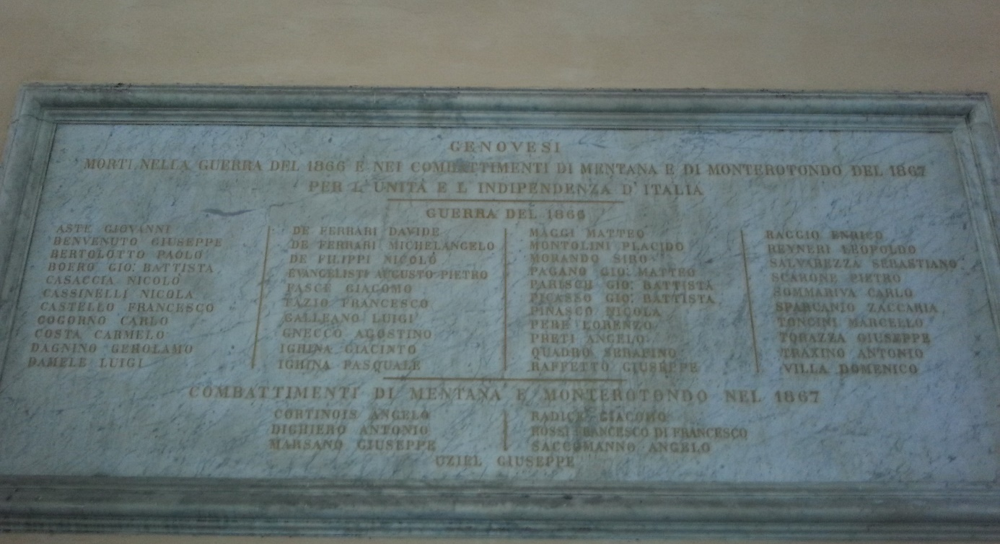 GENOVESI
MORTI NELLA GUERRA DEL 1866 E NEI COMBATTIMENTI DI MENTANA E DI MONTEROTONDO DEL 1867
PER L'UNITÀ E L'INDIPENDENZA D'ITALIA
GUERRA DEL 1866
ASTE GIOVANNI
BENVENUTO GIUSEPPE
BERTOLOTTO PAOLO
BOERO GIO. BATTISTA
CASACCIA NICOLÒ
CASSINELLI NICOLA
CASTELLO FRANCESCO
COGORNO CARLO
COSTA CARMELO
DAGNINO GEROLAMO
DAMELE LUIGI
DE FERRARI DAVIDE
DE FERRARI MICHELANGELO
DE FILIPPI NICOLÒ
EVANGELISTI AUGUSTO PIETRO
FASCE GIACOMO
FAZIO FRANCESCO
GALLEANO LUIGI
GNECCO AGOSTINO
IGHINA GIACINTO
IGHINA PASQUALE
MAGGI MATTEO
MONTOLINI PLACIDO
MORANDO SIRO
PAGANO GIO. MATTEO
PARISCH GIO. BATTISTA
PICASSO GIO. BATTISTA
PINASCO NICOLA
PERE LORENZO
PRETI ANGELO
QUADRO SERAFINO
RAFFETTO GIUSEPPE
RAGGIO ENRICO
REYNERI LEOPOLDO
SALVAREZZA SEBASTIANO
SCARONE PIETRO
SOMMARIVA CARLO
SPARCANIO ZACCARIA
TONCINI MARCELLO
TORAZZA GIUSEPPE
TRAXINO ANTONIO
VILLA DOMENICO
COMBATTIMENTI DI MENTANA E MONTEROTONDO NEL 1867
CORTINOIS ANGELO
DIGHIERO ANTONIO
MARSANO GIUSEPPE
RADICE GIACOMO
ROSSI FRANCESCO DI FRANCESCO
SACCOMANNO ANGELO
UZIEL GIUSEPPE